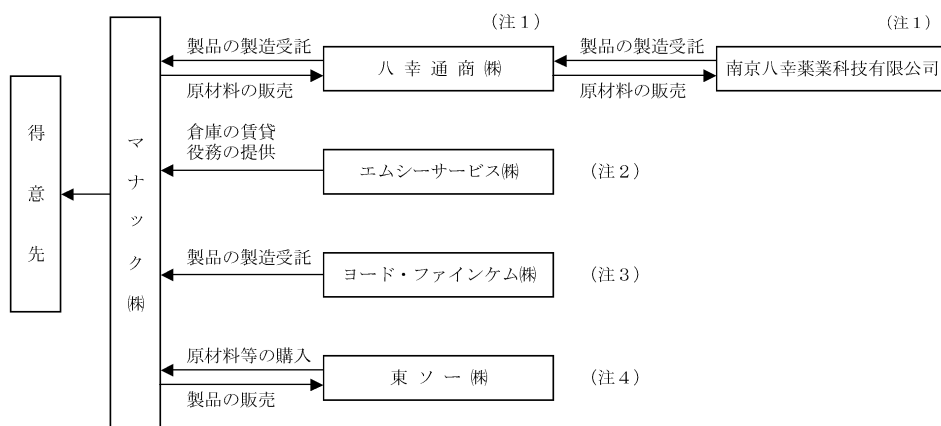 (注1)
(注1)
製品の製造受託
八幸通商㈱
製品の製造受託
南京八幸薬業科技有限公司
原材料の販売
原材料の販売
得意先
マナック㈱
倉庫の賃貸
役務の提供
エムシーサービス㈱
(注2)
製品の製造受託
ヨード・ファインケム㈱
(注3)
原材料等の購入
東ソー㈱
(注4)
製品の販売